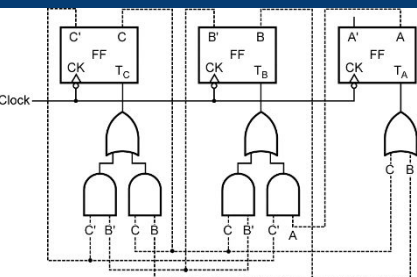 C' C B' B A' A
FF FF FF
CK T_C CK T_B CK T_A
Clock
C B
C' B' C B C B' C' A